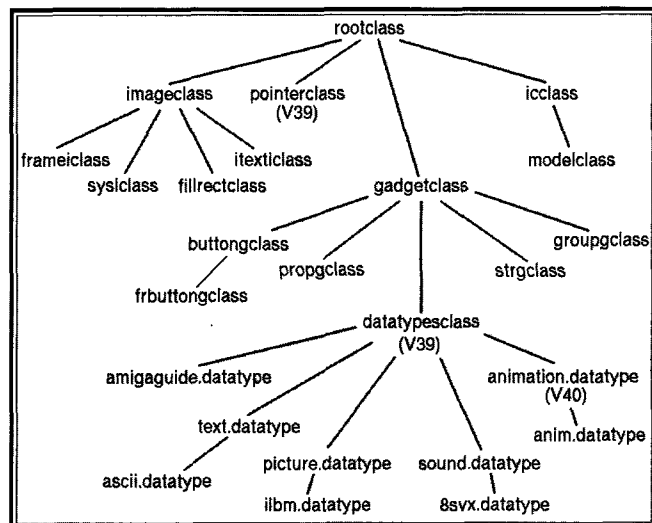 rootclass
imageclass pointerclass icclass
(V39)
frameiclass itexticlass modelclass
sysiclass fillrectclass gadgetclass
buttongclass groupgclass
propgclass strgclass
frbuttongclass
datatypesclass
(V39)
amigaguide.datatype animation.datatype
(V40)
text.datatype anim.datatype
ascii.datatype picture.datatype sound.datatype
ilbm.datatype 8svx.datatype